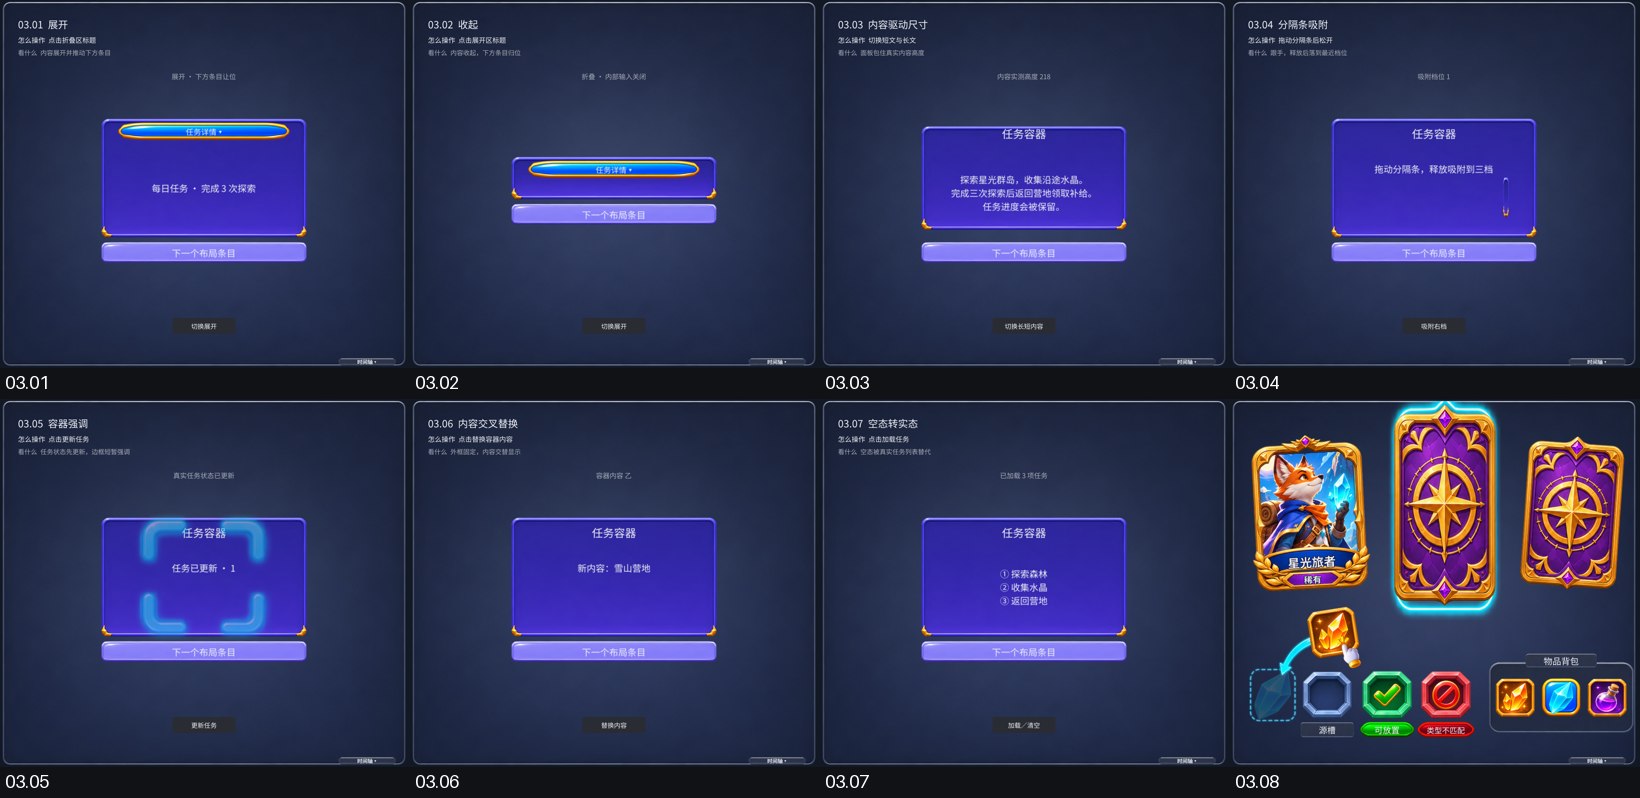 03.01 展开
怎么操作 点击折叠区标题
看什么 内容展开并推动下方条目
展开 · 下方条目让位
任务详情
每日任务 · 完成 3 次探索
下一个布局条目
切换展开
时间轴
03.01
03.02 收起
怎么操作 点击展开区标题
看什么 内容收起，下方条目归位
折叠 · 内部输入关闭
任务详情
下一个布局条目
切换展开
时间轴
03.02
03.03 内容驱动尺寸
怎么操作 切换短文与长文
看什么 面板包住真实内容高度
内容实测高度 218
任务容器
探索星光群岛，收集沿途水晶。
完成三次探索后返回营地领取补给。
任务进度会被保留。
下一个布局条目
切换长短内容
时间轴
03.03
03.04 分隔条吸附
怎么操作 拖动分隔条后松开
看什么 跟手，释放后落到最近档位
吸附档位 1
任务容器
拖动分隔条，释放吸附到三档
下一个布局条目
吸附右档
时间轴
03.04
03.05 容器强调
怎么操作 点击更新任务
看什么 任务状态先更新，边框短暂强调
真实任务状态已更新
任务容器
任务已更新 · 1
下一个布局条目
更新任务
时间轴
03.05
03.06 内容交叉替换
怎么操作 点击替换容器内容
看什么 外框固定，内容交替显示
容器内容 乙
任务容器
新内容：雪山营地
下一个布局条目
替换内容
时间轴
03.06
03.07 空态转实态
怎么操作 点击加载任务
看什么 空态被真实任务列表替代
已加载 3 项任务
任务容器
① 探索森林
② 收集水晶
③ 返回营地
下一个布局条目
加载／清空
时间轴
03.07
星光旅者
稀有
物品背包
源槽
可放置
类型不匹配
时间轴
03.08